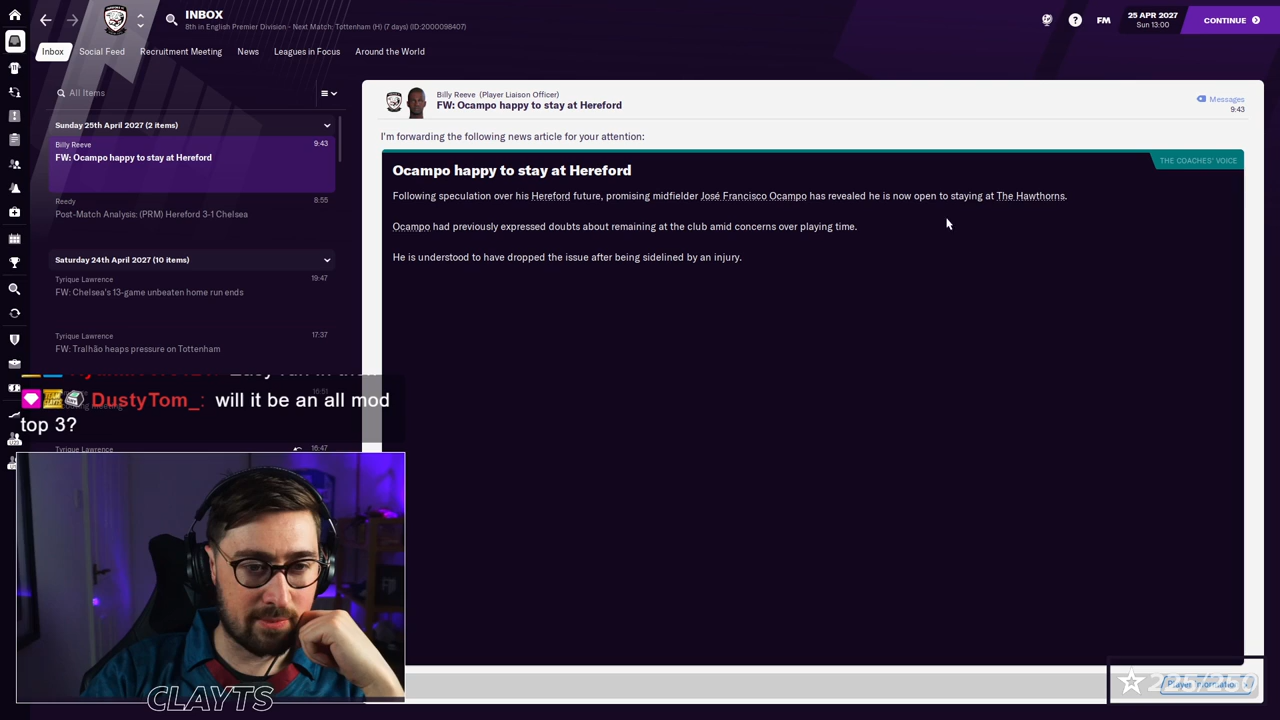 INBOX
8th in English Premier Division - Next Match: Tottenham (H) (7 days) (ID:2000098407)
FM
25 APR 2027
Sun 13:00
CONTINUE
Inbox
Social Feed
Recruitment Meeting
News
Leagues in Focus
Around the World
All Items
Sunday 25th April 2027 (2 items)
Billy Reeve
9:43
FW: Ocampo happy to stay at Hereford
Reedy
8:55
Post-Match Analysis: (PRM) Hereford 3-1 Chelsea
Saturday 24th April 2027 (10 items)
Tyrique Lawrence
19:47
FW: Chelsea's 13-game unbeaten home run ends
Tyrique Lawrence
17:37
FW: Tralhão heaps pressure on Tottenham
DustyTom_: will it be an all mod
top 3?
Tyrique Lawrence
16:47
Billy Reeve (Player Liaison Officer)
FW: Ocampo happy to stay at Hereford
Messages
9:43
I'm forwarding the following news article for your attention:
THE COACHES' VOICE
Ocampo happy to stay at Hereford
Following speculation over his Hereford future, promising midfielder José Francisco Ocampo has revealed he is now open to staying at The Hawthorns.
Ocampo had previously expressed doubts about remaining at the club amid concerns over playing time.
He is understood to have dropped the issue after being sidelined by an injury.
225/250
CLAYTS